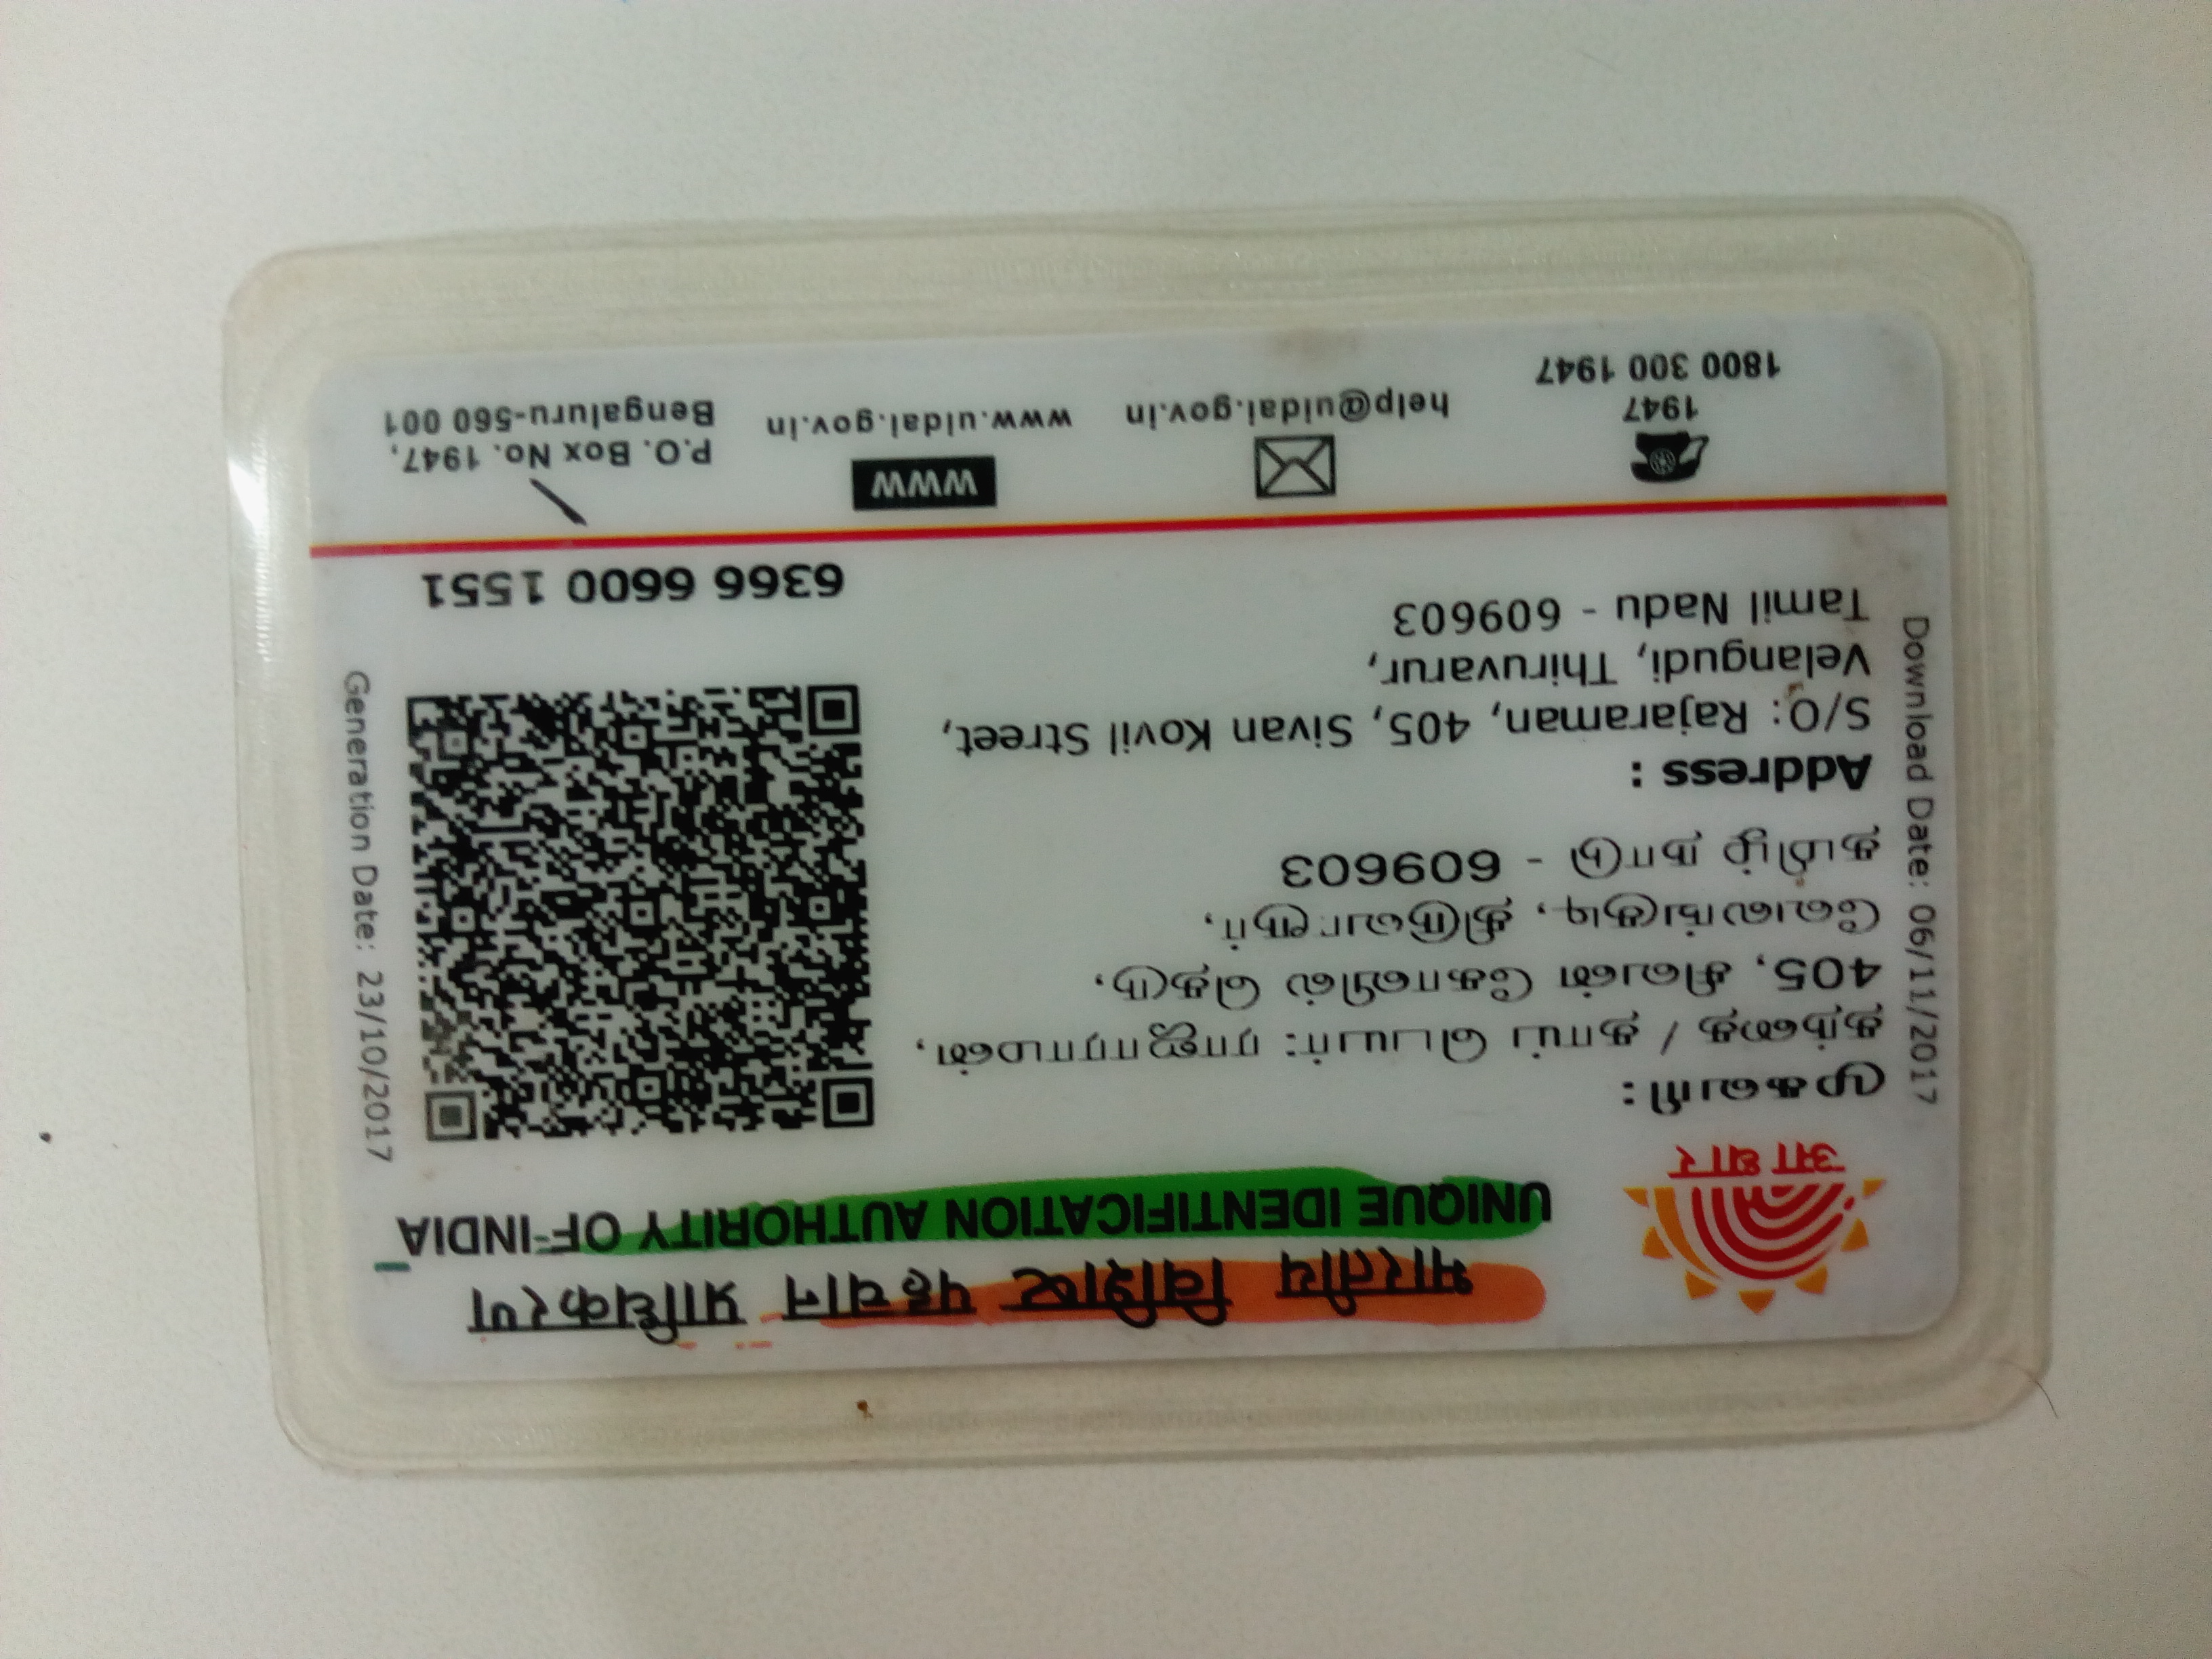 भारतीय विशिष्ट पहचान प्राधिकरण
UNIQUE IDENTIFICATION AUTHORITY OF INDIA
आधार
முகவரி:
தந்தை / தாய் பெயர்: ராஜாராமன்,
405, சிவன் கோவில் தெரு,
வேலங்குடி, திருவாரூர்,
தமிழ் நாடு - 609603
Address :
S/O: Rajaraman, 405, Sivan Kovil Street,
Velangudi, Thiruvarur,
Tamil Nadu - 609603
Download Date: 06/11/2017
Generation Date: 23/10/2017
6366 6600 1551
1947
1800 300 1947
help@uidai.gov.in
WWW
www.uidai.gov.in
P.O. Box No. 1947,
Bengaluru-560 001